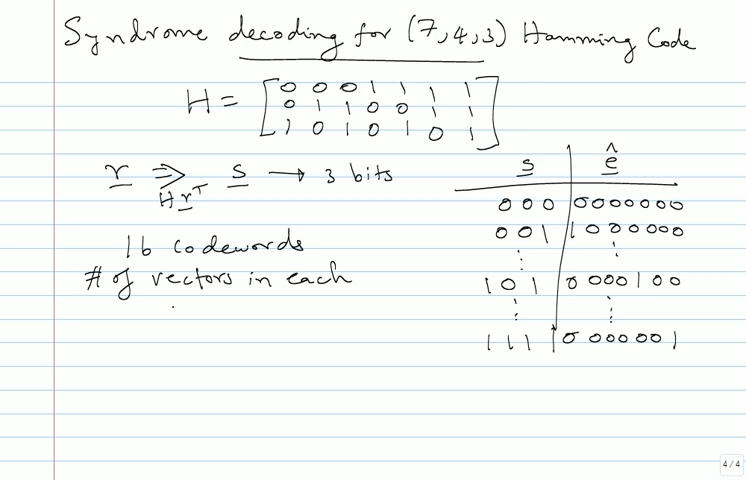 Syndrome decoding for (7,4,3) Hamming Code
H = [0 0 0 1 1 1 1
0 1 1 0 0 1 1
1 0 1 0 1 0 1]
r ⇒ s → 3 bits
Hrᵀ
16 codewords
# of vectors in each
s | ê
0 0 0 | 0 0 0 0 0 0 0
0 0 1 | 1 0 0 0 0 0 0
⋮ ⋮
1 0 1 | 0 0 0 0 1 0 0
⋮ ⋮
1 1 1 | 0 0 0 0 0 0 1
4 / 4